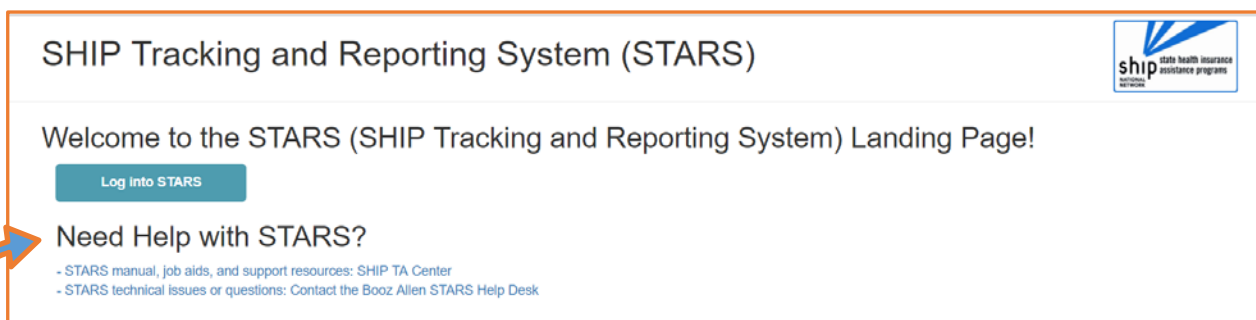 SHIP Tracking and Reporting System (STARS)
ship
NATIONAL
NETWORK
state health insurance
assistance programs
Welcome to the STARS (SHIP Tracking and Reporting System) Landing Page!
Log into STARS
Need Help with STARS?
- STARS manual, job aids, and support resources: SHIP TA Center
- STARS technical issues or questions: Contact the Booz Allen STARS Help Desk